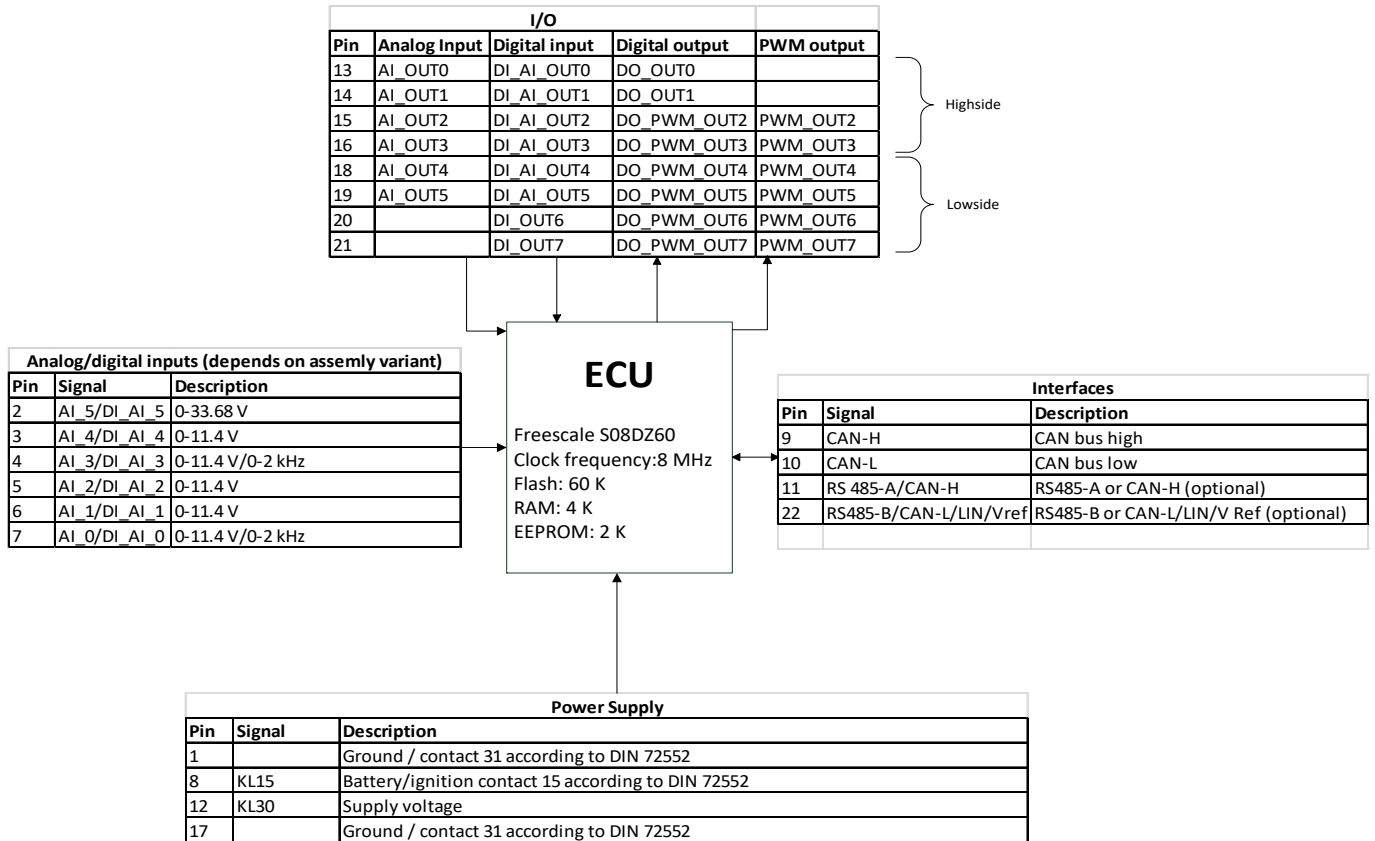 I/O
Pin Analog Input Digital input Digital output PWM output
13 AI_OUT0 DI_AI_OUT0 DO_OUT0
14 AI_OUT1 DI_AI_OUT1 DO_OUT1
15 AI_OUT2 DI_AI_OUT2 DO_PWM_OUT2 PWM_OUT2
16 AI_OUT3 DI_AI_OUT3 DO_PWM_OUT3 PWM_OUT3
18 AI_OUT4 DI_AI_OUT4 DO_PWM_OUT4 PWM_OUT4
19 AI_OUT5 DI_AI_OUT5 DO_PWM_OUT5 PWM_OUT5
20 DI_OUT6 DO_PWM_OUT6 PWM_OUT6
21 DI_OUT7 DO_PWM_OUT7 PWM_OUT7
Highside
Lowside
Analog/digital inputs (depends on assemly variant)
Pin Signal Description
2 AI_5/DI_AI_5 0-33.68 V
3 AI_4/DI_AI_4 0-11.4 V
4 AI_3/DI_AI_3 0-11.4 V/0-2 kHz
5 AI_2/DI_AI_2 0-11.4 V
6 AI_1/DI_AI_1 0-11.4 V
7 AI_0/DI_AI_0 0-11.4 V/0-2 kHz
ECU
Freescale S08DZ60
Clock frequency:8 MHz
Flash: 60 K
RAM: 4 K
EEPROM: 2 K
Interfaces
Pin Signal Description
9 CAN-H CAN bus high
10 CAN-L CAN bus low
11 RS 485-A/CAN-H RS485-A or CAN-H (optional)
22 RS485-B/CAN-L/LIN/Vref RS485-B or CAN-L/LIN/V Ref (optional)
Power Supply
Pin Signal Description
1 Ground / contact 31 according to DIN 72552
8 KL15 Battery/ignition contact 15 according to DIN 72552
12 KL30 Supply voltage
17 Ground / contact 31 according to DIN 72552